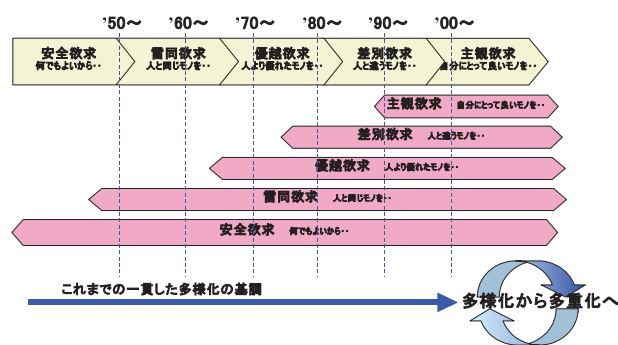 ’50～ ’60～ ’70～ ’80～ ’90～ ’00～
安全欲求 雷同欲求 優越欲求 差別欲求 主観欲求
何でもよいから‥ 人と同じモノを‥ 人より優れたモノを‥ 人と違うモノを‥ 自分にとって良いモノを‥
主観欲求 自分にとって良いモノを‥
差別欲求 人と違うモノを‥
優越欲求 人より優れたモノを‥
雷同欲求 人と同じモノを‥
安全欲求 何でもよいから‥
これまでの一貫した多様化の基調
多様化から多重化へ